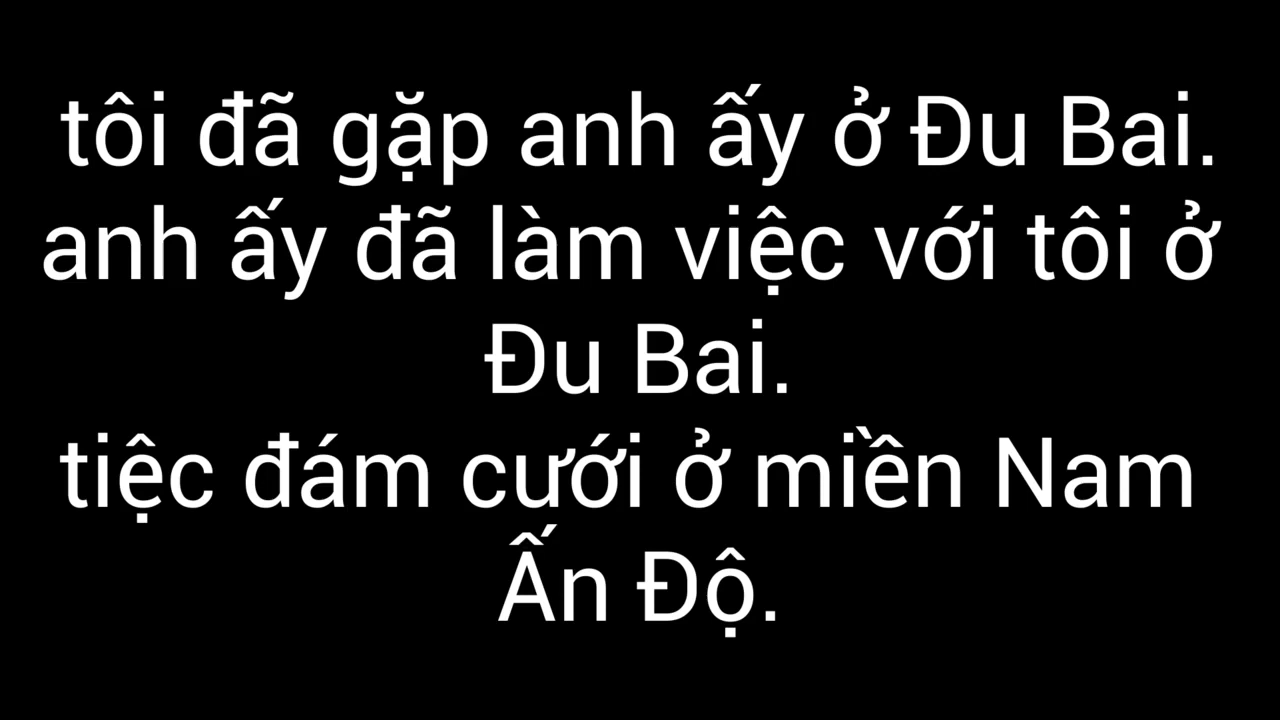 tôi đã gặp anh ấy ở Đu Bai.
anh ấy đã làm việc với tôi ở
Đu Bai.
tiệc đám cưới ở miền Nam
Ấn Độ.